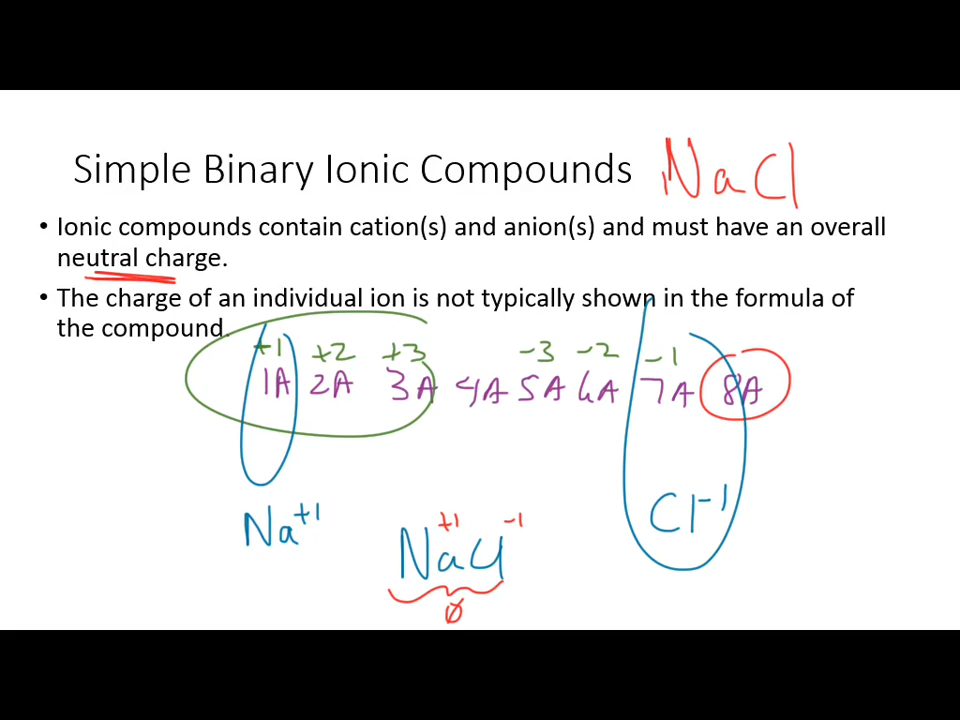 Simple Binary Ionic Compounds NaCl
• Ionic compounds contain cation(s) and anion(s) and must have an overall
neutral charge.
• The charge of an individual ion is not typically shown in the formula of
the compound.
+1 +2 +3 -3 -2 -1
1A 2A 3A 4A 5A 6A 7A 8A
Na+1 Cl-1
Na+1Cl-1
0